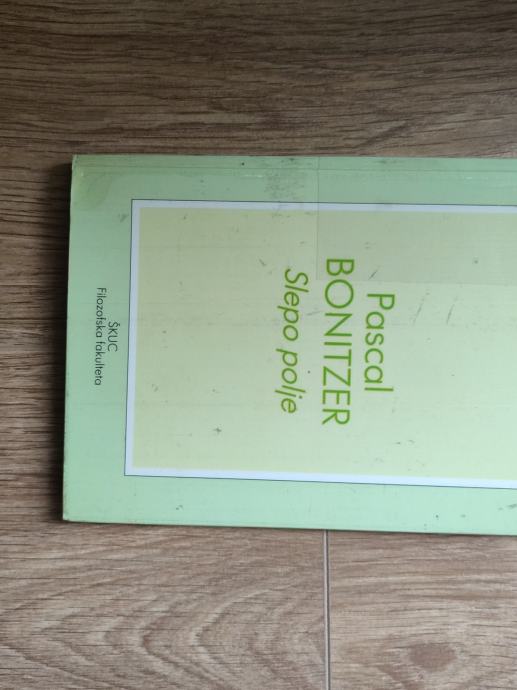 Pascal
BONITZER
Slepo polje
ŠKUC
Filozofska fakulteta